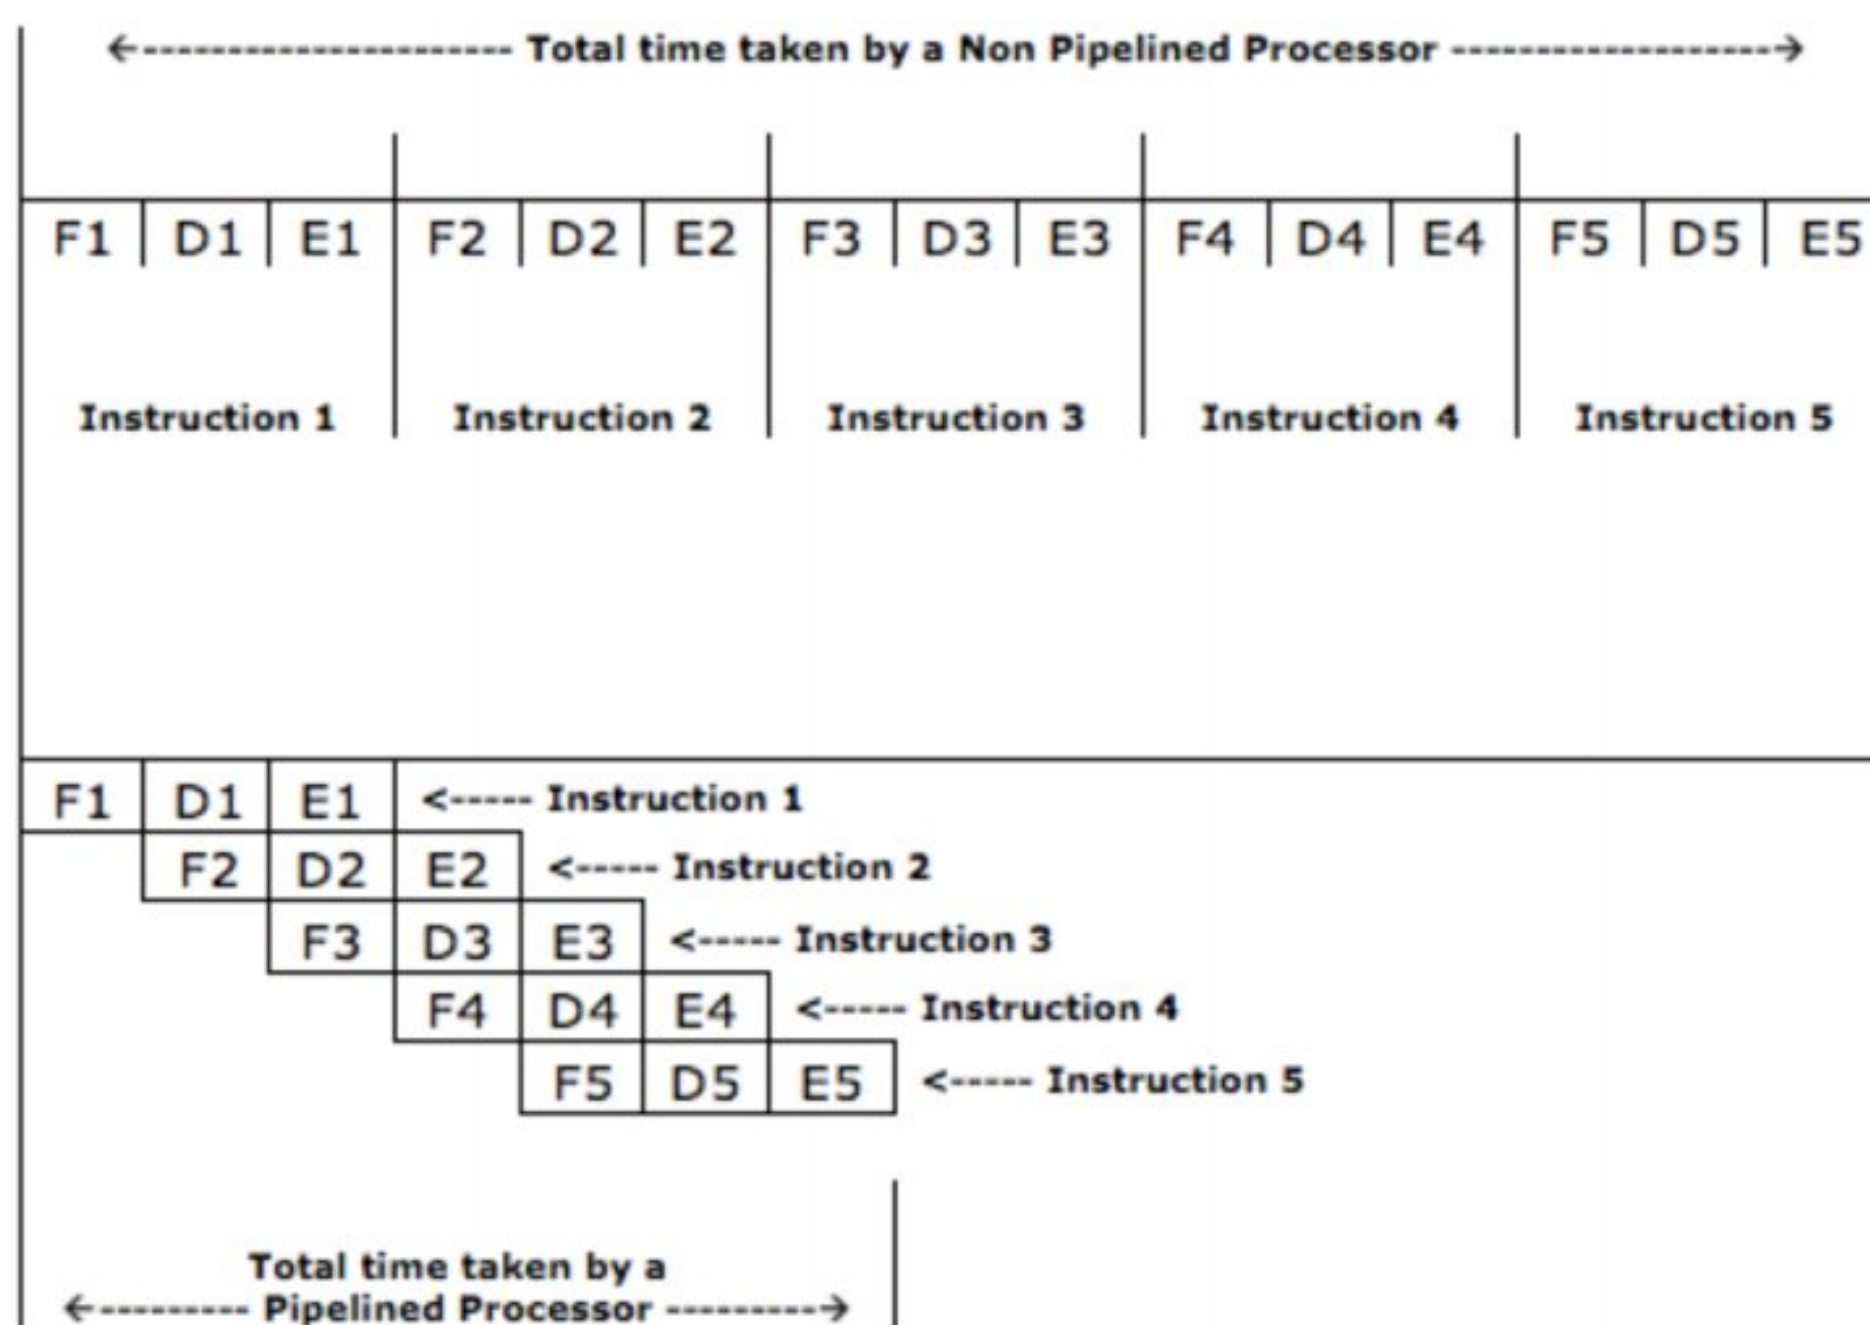 ←---------------------- Total time taken by a Non Pipelined Processor -------------------→
F1 D1 E1 F2 D2 E2 F3 D3 E3 F4 D4 E4 F5 D5 E5
Instruction 1 Instruction 2 Instruction 3 Instruction 4 Instruction 5
F1 D1 E1 <----- Instruction 1
F2 D2 E2 <----- Instruction 2
F3 D3 E3 <----- Instruction 3
F4 D4 E4 <----- Instruction 4
F5 D5 E5 <----- Instruction 5
Total time taken by a
←--------- Pipelined Processor ---------→